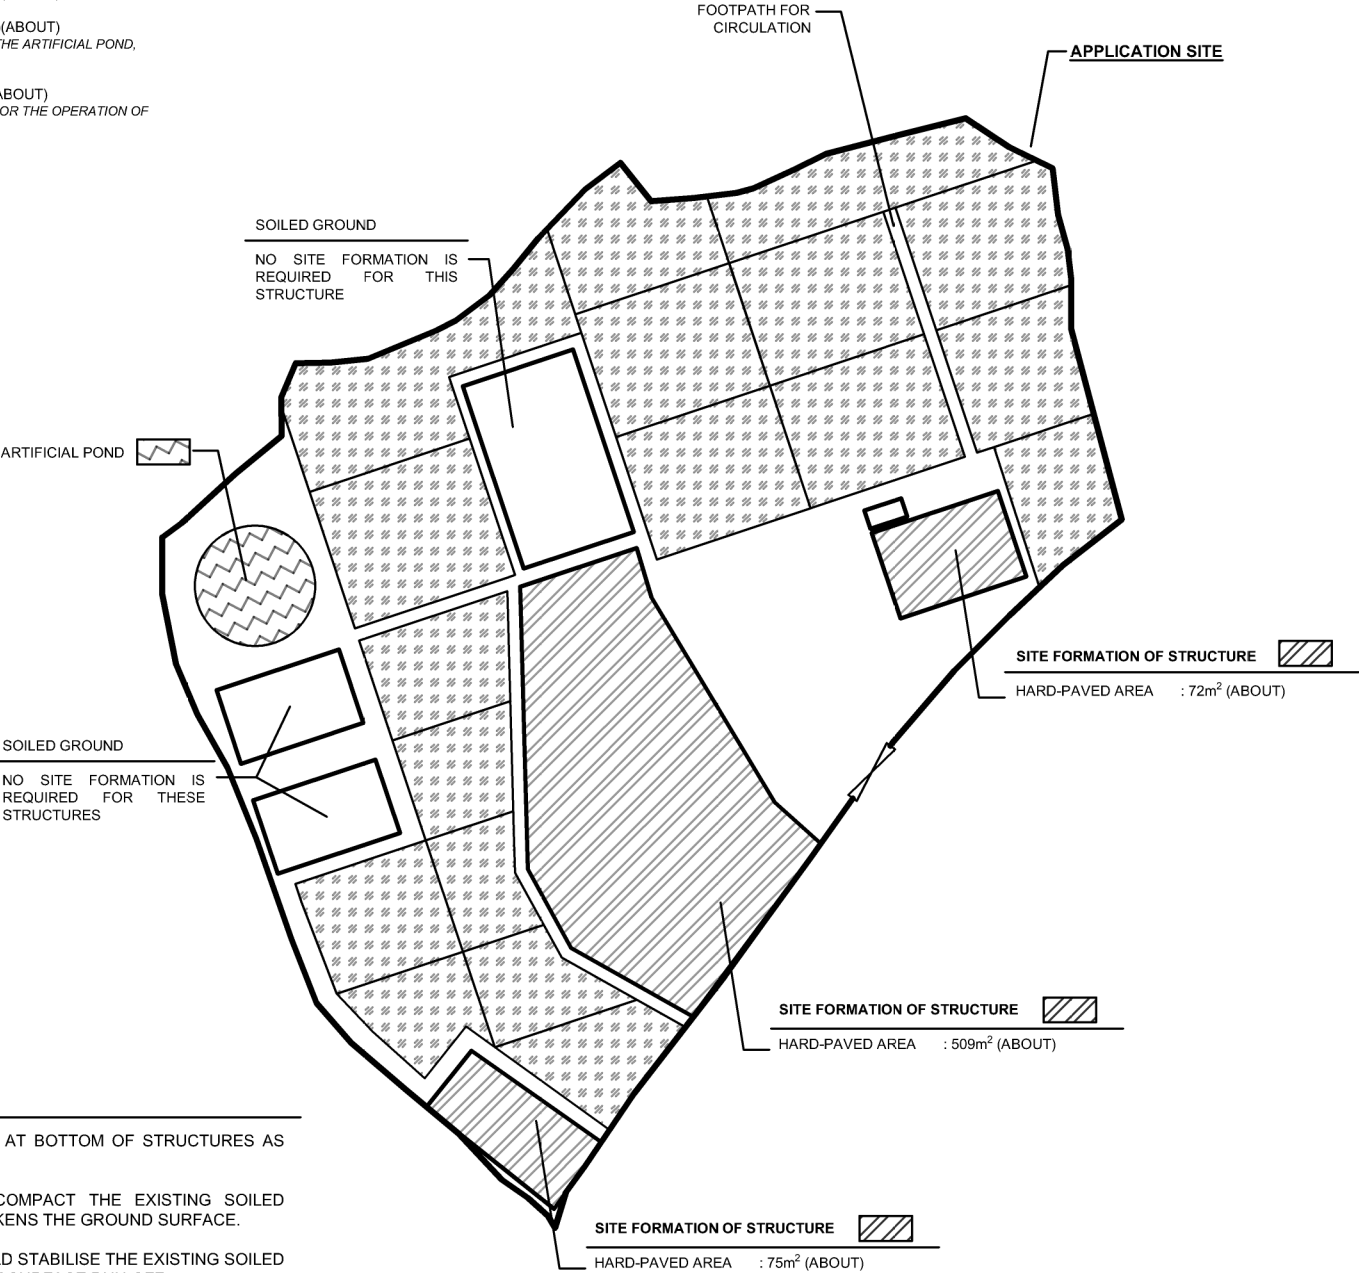 (ABOUT)
THE ARTIFICIAL POND,
ABOUT)
OR THE OPERATION OF
FOOTPATH FOR
CIRCULATION
APPLICATION SITE
SOILED GROUND
NO SITE FORMATION IS
REQUIRED FOR THIS
STRUCTURE
ARTIFICIAL POND
SITE FORMATION OF STRUCTURE
HARD-PAVED AREA : 72m² (ABOUT)
SOILED GROUND
NO SITE FORMATION IS
REQUIRED FOR THESE
STRUCTURES
SITE FORMATION OF STRUCTURE
HARD-PAVED AREA : 509m² (ABOUT)
AT BOTTOM OF STRUCTURES AS
COMPACT THE EXISTING SOILED
KENS THE GROUND SURFACE.
D STABILISE THE EXISTING SOILED
SITE FORMATION OF STRUCTURE
HARD-PAVED AREA : 75m² (ABOUT)